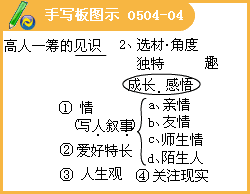 手写板图示 0504-04
高人一筹的见识 2、选材·角度
独特 趣
成长.感悟
① 情
(写人叙事)
a、亲情
b、友情
c、师生情
d、陌生人
② 爱好特长
③ 人生观 ④关注现实